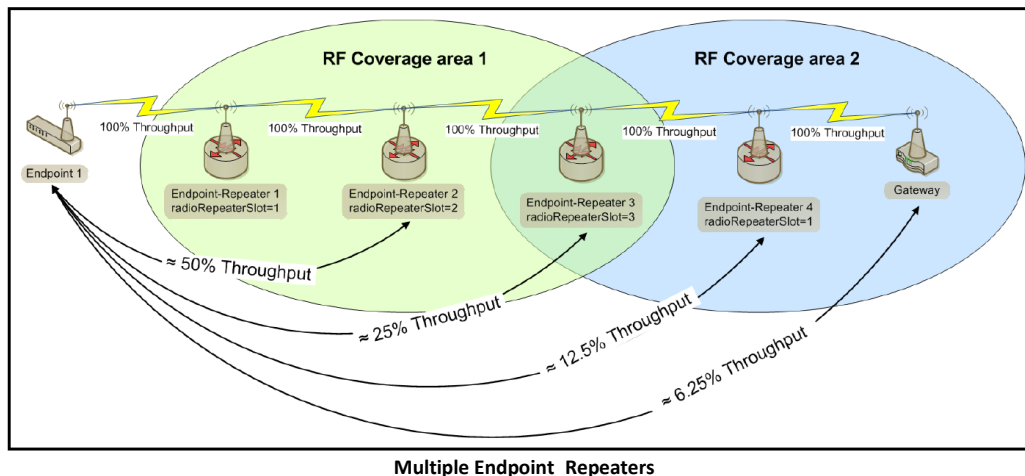 RF Coverage area 1
RF Coverage area 2
100% Throughput
100% Throughput
100% Throughput
100% Throughput
100% Throughput
Endpoint 1
Endpoint-Repeater 1
radioRepeaterSlot=1
Endpoint-Repeater 2
radioRepeaterSlot=2
Endpoint-Repeater 3
radioRepeaterSlot=3
Endpoint-Repeater 4
radioRepeaterSlot=1
Gateway
≈ 50% Throughput
≈ 25% Throughput
≈ 12.5% Throughput
≈ 6.25% Throughput
Multiple Endpoint Repeaters